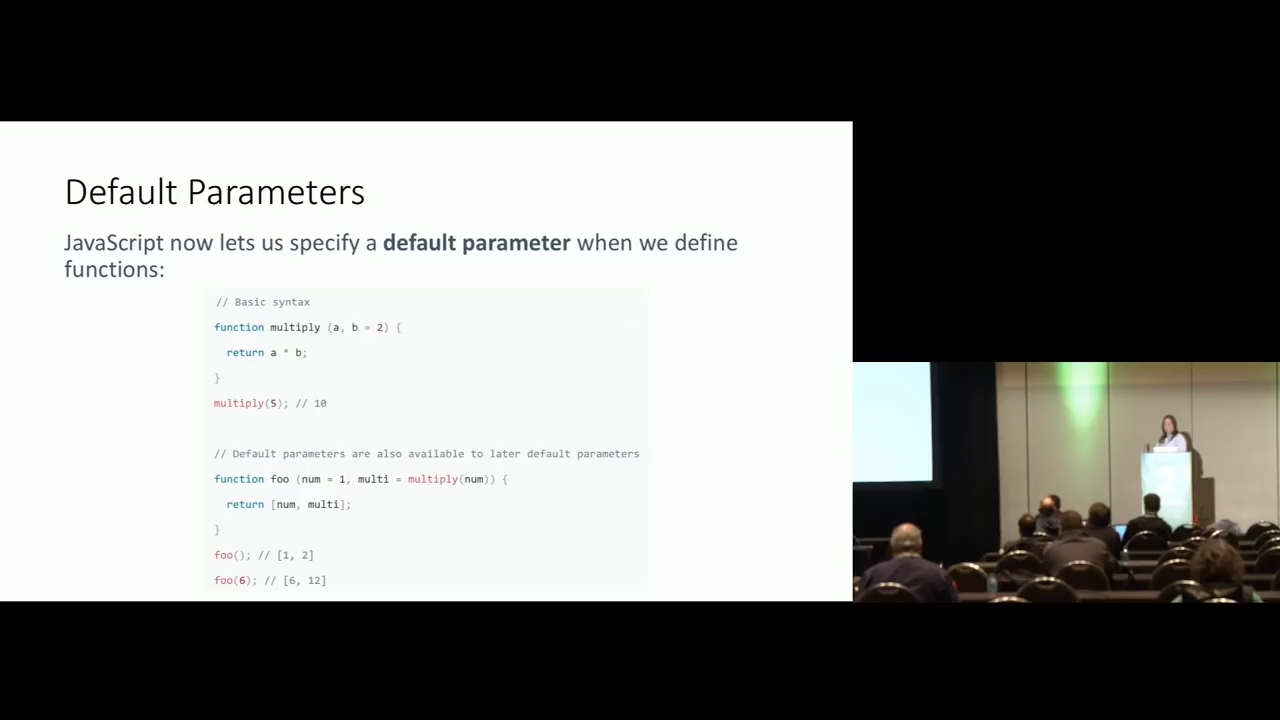 Default Parameters
JavaScript now lets us specify a default parameter when we define
functions:
// Basic syntax
function multiply (a, b = 2) {
return a * b;
}
multiply(5); // 10
// Default parameters are also available to later default parameters
function foo (num = 1, multi = multiply(num)) {
return [num, multi];
}
foo(); // [1, 2]
foo(6); // [6, 12]